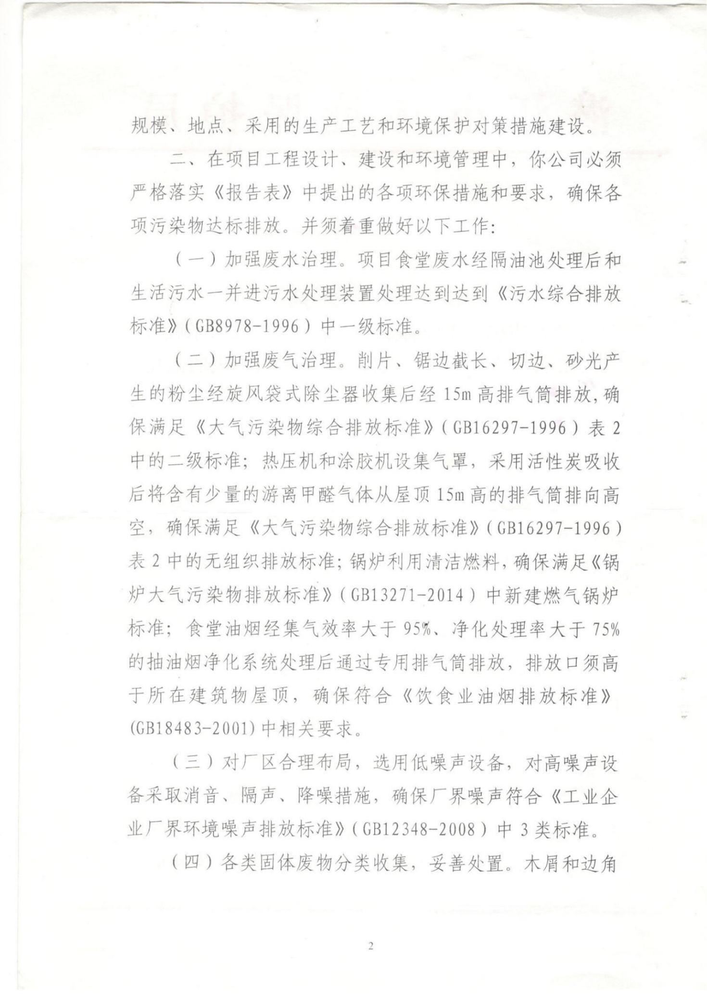 规模、地点、采用的生产工艺和环境保护对策措施建设。
二、在项目工程设计、建设和环境管理中，你公司必须
严格落实《报告表》中提出的各项环保措施和要求，确保各
项污染物达标排放。并须着重做好以下工作：
（一）加强废水治理。项目食堂废水经隔油池处理后和
生活污水一并进污水处理装置处理达到达到《污水综合排放
标准》（GB8978-1996）中一级标准。
（二）加强废气治理。削片、锯边截长、切边、砂光产
生的粉尘经旋风袋式除尘器收集后经 15m 高排气筒排放，确
保满足《大气污染物综合排放标准》（GB16297-1996）表 2
中的二级标准；热压机和涂胶机设集气罩，采用活性炭吸收
后将含有少量的游离甲醛气体从屋顶 15m 高的排气筒排向高
空，确保满足《大气污染物综合排放标准》（GB16297-1996）
表 2 中的无组织排放标准；锅炉利用清洁燃料，确保满足《锅
炉大气污染物排放标准》（GB13271-2014）中新建燃气锅炉
标准；食堂油烟经集气效率大于 95%、净化处理率大于 75%
的抽油烟净化系统处理后通过专用排气筒排放，排放口须高
于所在建筑物屋顶，确保符合《饮食业油烟排放标准》
(GB18483-2001)中相关要求。
（三）对厂区合理布局，选用低噪声设备，对高噪声设
备采取消音、隔声、降噪措施，确保厂界噪声符合《工业企
业厂界环境噪声排放标准》（GB12348-2008）中 3 类标准。
（四）各类固体废物分类收集，妥善处置。木屑和边角
2